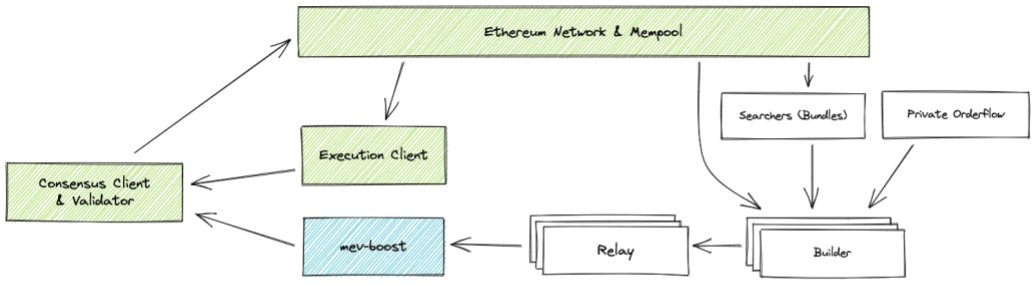 Ethereum Network & Mempool
Searchers (Bundles)
Private Orderflow
Execution Client
Consensus Client
& Validator
mev-boost
Relay
Builder